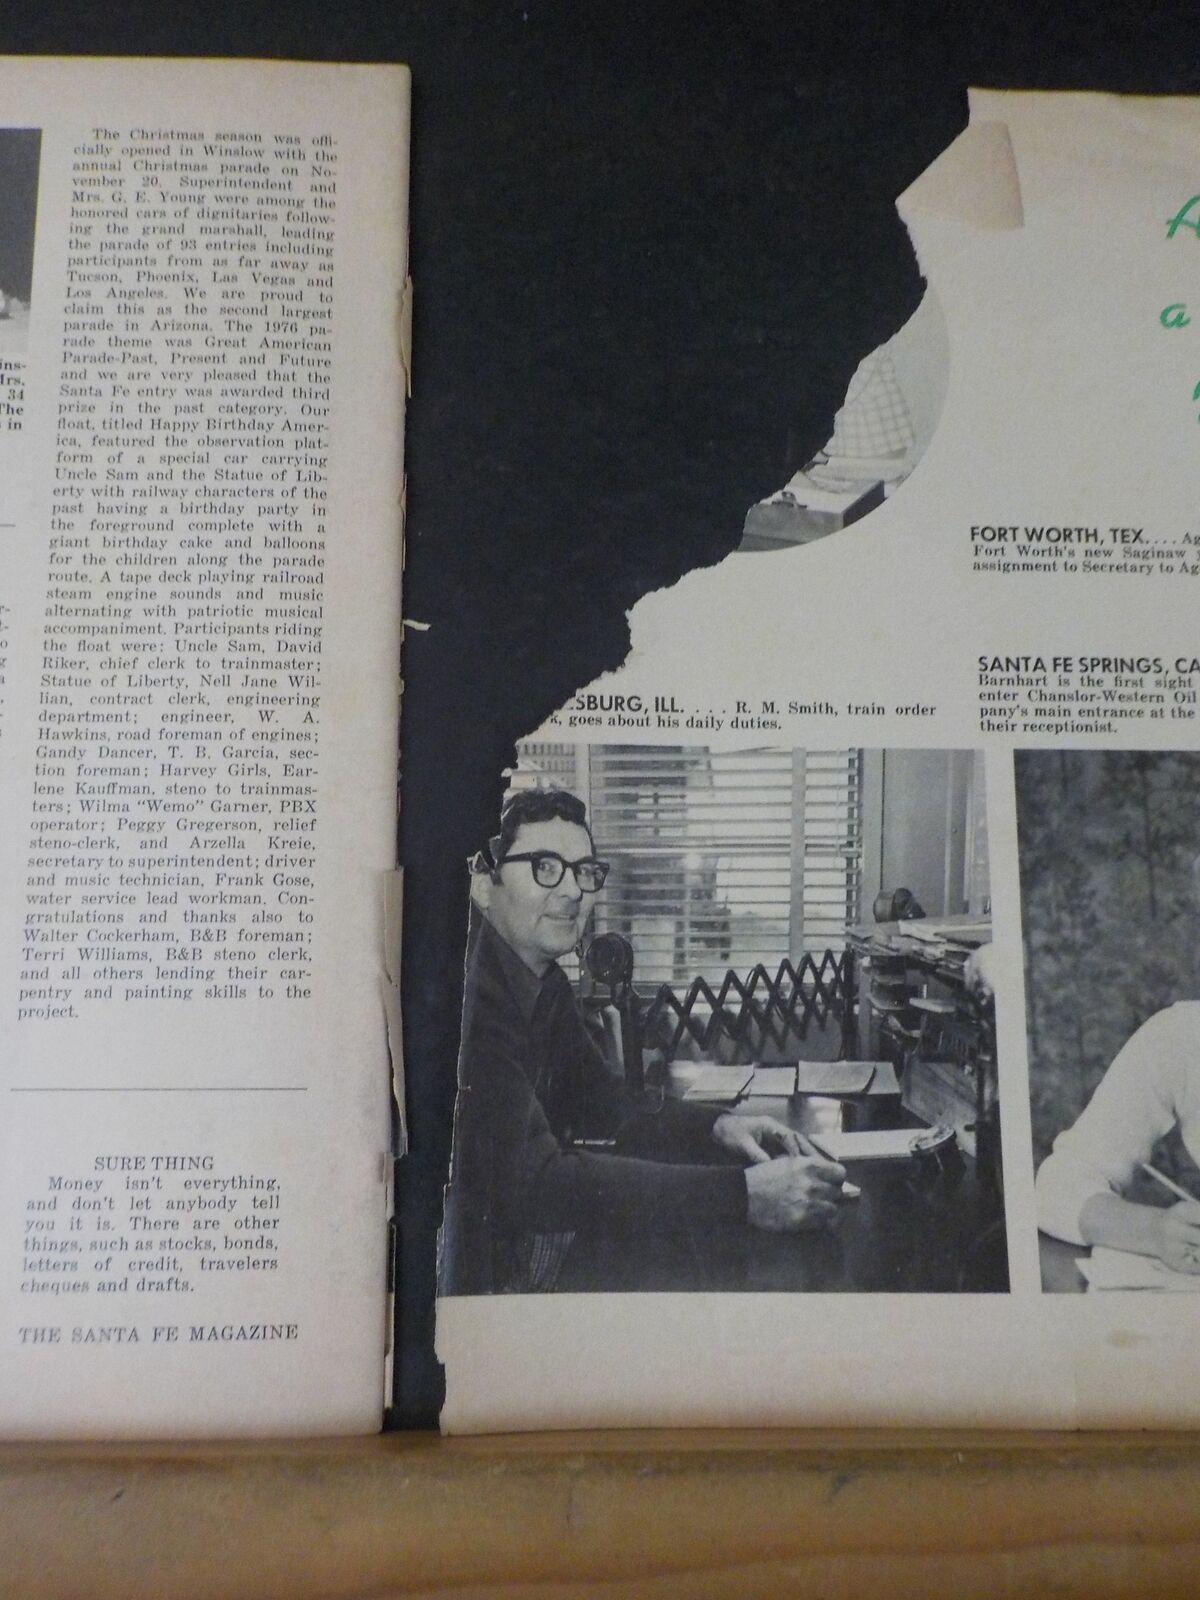 ins-
Mrs.
34
The
s in
The Christmas season was offi-
cially opened in Winslow with the
annual Christmas parade on No-
vember 20. Superintendent and
Mrs. G. E. Young were among the
honored cars of dignitaries follow-
ing the grand marshall, leading
the parade of 93 entries including
participants from as far away as
Tucson, Phoenix, Las Vegas and
Los Angeles. We are proud to
claim this as the second largest
parade in Arizona. The 1976 pa-
rade theme was Great American
Parade-Past, Present and Future
and we are very pleased that the
Santa Fe entry was awarded third
prize in the past category. Our
float, titled Happy Birthday Amer-
ica, featured the observation plat-
form of a special car carrying
Uncle Sam and the Statue of Lib-
erty with railway characters of the
past having a birthday party in
the foreground complete with a
giant birthday cake and balloons
for the children along the parade
route. A tape deck playing railroad
steam engine sounds and music
alternating with patriotic musical
accompaniment. Participants riding
the float were: Uncle Sam, David
Riker, chief clerk to trainmaster;
Statue of Liberty, Nell Jane Wil-
lian, contract clerk, engineering
department; engineer, W. A.
Hawkins, road foreman of engines;
Gandy Dancer, T. B. Garcia, sec-
tion foreman; Harvey Girls, Ear-
lene Kauffman, steno to trainmas-
ters; Wilma "Wemo" Garner, PBX
operator; Peggy Gregerson, relief
steno-clerk, and Arzella Kreie,
secretary to superintendent; driver
and music technician, Frank Gose,
water service lead workman. Con-
gratulations and thanks also to
Walter Cockerham, B&B foreman;
Terri Williams, B&B steno clerk,
and all others lending their car-
pentry and painting skills to the
project.
SURE THING
Money isn't everything,
and don't let anybody tell
you it is. There are other
things, such as stocks, bonds,
letters of credit, travelers
cheques and drafts.
THE SANTA FE MAGAZINE
A
a
FORT WORTH, TEX. . . . Ag
Fort Worth's new Saginaw y
assignment to Secretary to Ag
SBURG, ILL. . . . R. M. Smith, train order
k, goes about his daily duties.
SANTA FE SPRINGS, CA
Barnhart is the first sight
enter Chanslor-Western Oil
pany's main entrance at the
their receptionist.